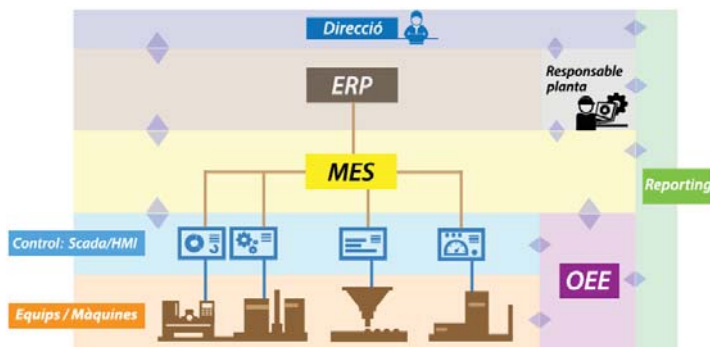 Direcció
ERP
Responsable
planta
MES
Reporting
Control: Scada/HMI
OEE
Equips / Màquines